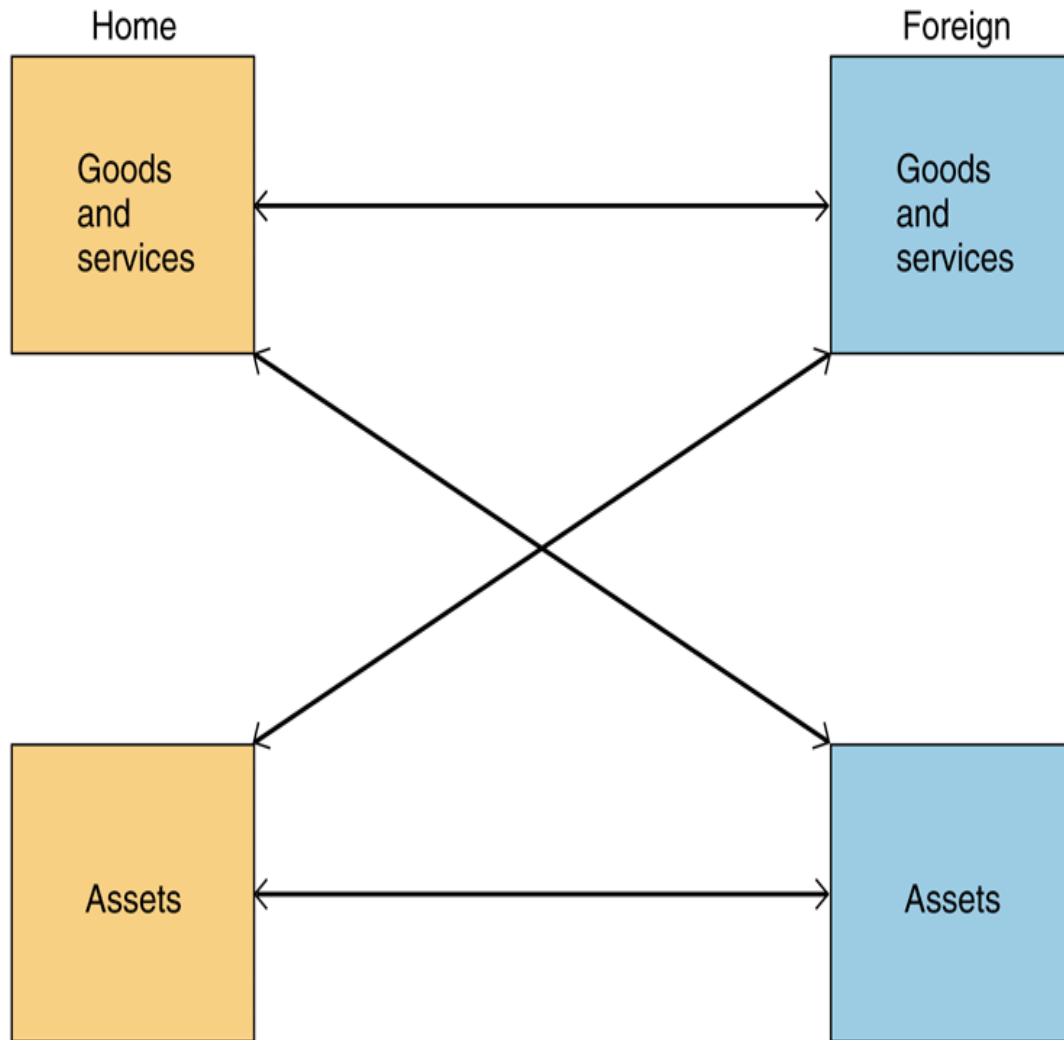 Home
Foreign
Goods
and
services
Goods
and
services
Assets
Assets